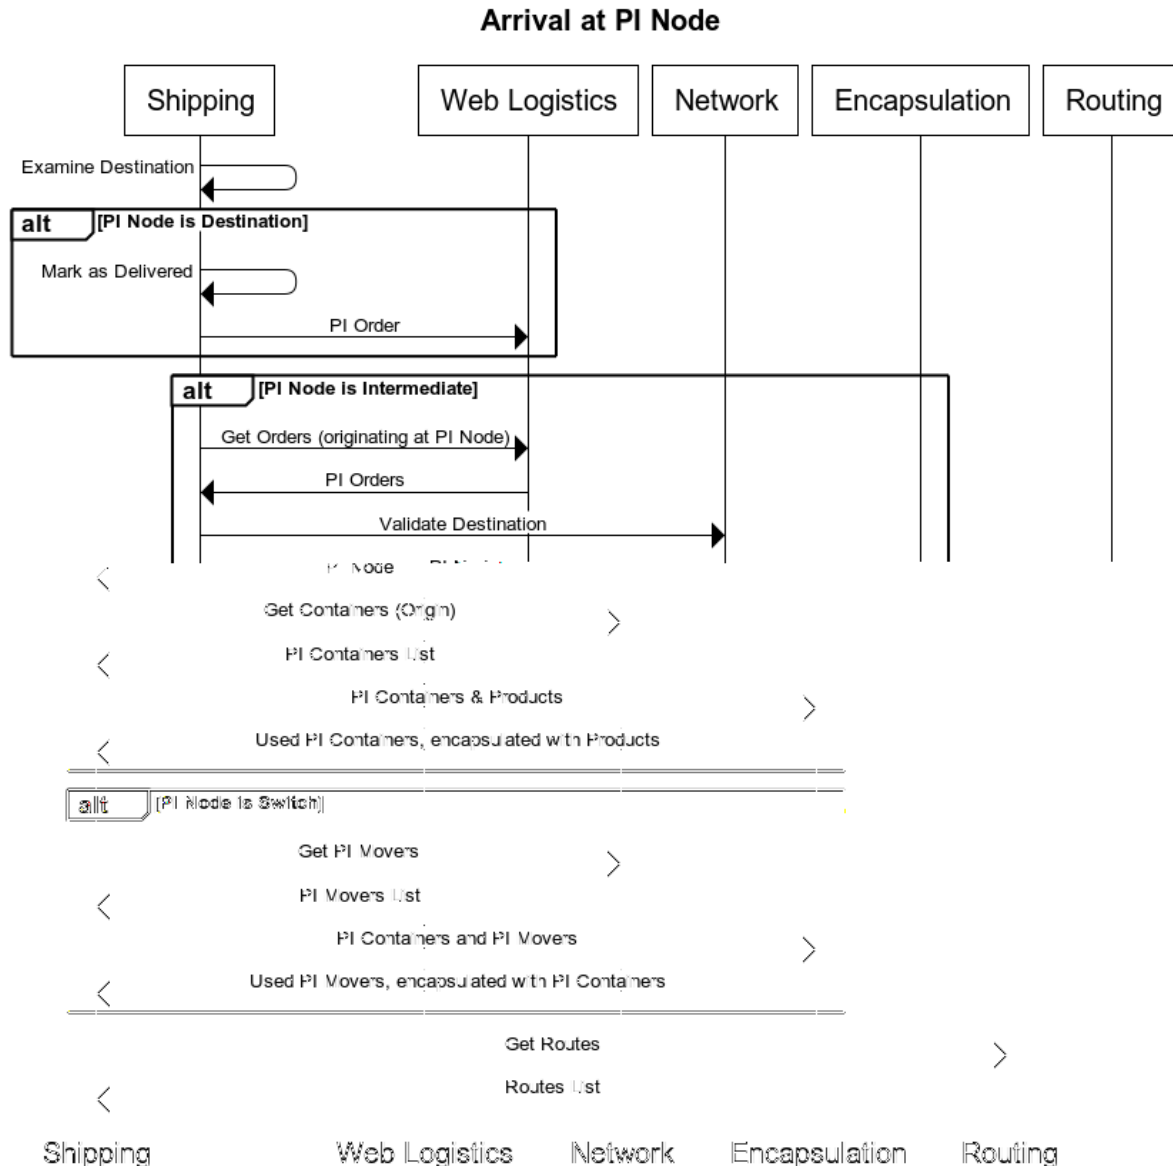 Arrival at PI Node
Shipping Web Logistics Network Encapsulation Routing
Examine Destination
alt [PI Node is Destination]
Mark as Delivered
PI Order
alt [PI Node is Intermediate]
Get Orders (originating at PI Node)
PI Orders
Validate Destination
PI Node
Get Containers (Origin)
PI Containers List
PI Containers & Products
Used PI Containers, encapsulated with Products
alt [PI Node is Switch]
Get PI Movers
PI Movers List
PI Containers and PI Movers
Used PI Movers, encapsulated with PI Containers
Get Routes
Routes List
Shipping Web Logistics Network Encapsulation Routing